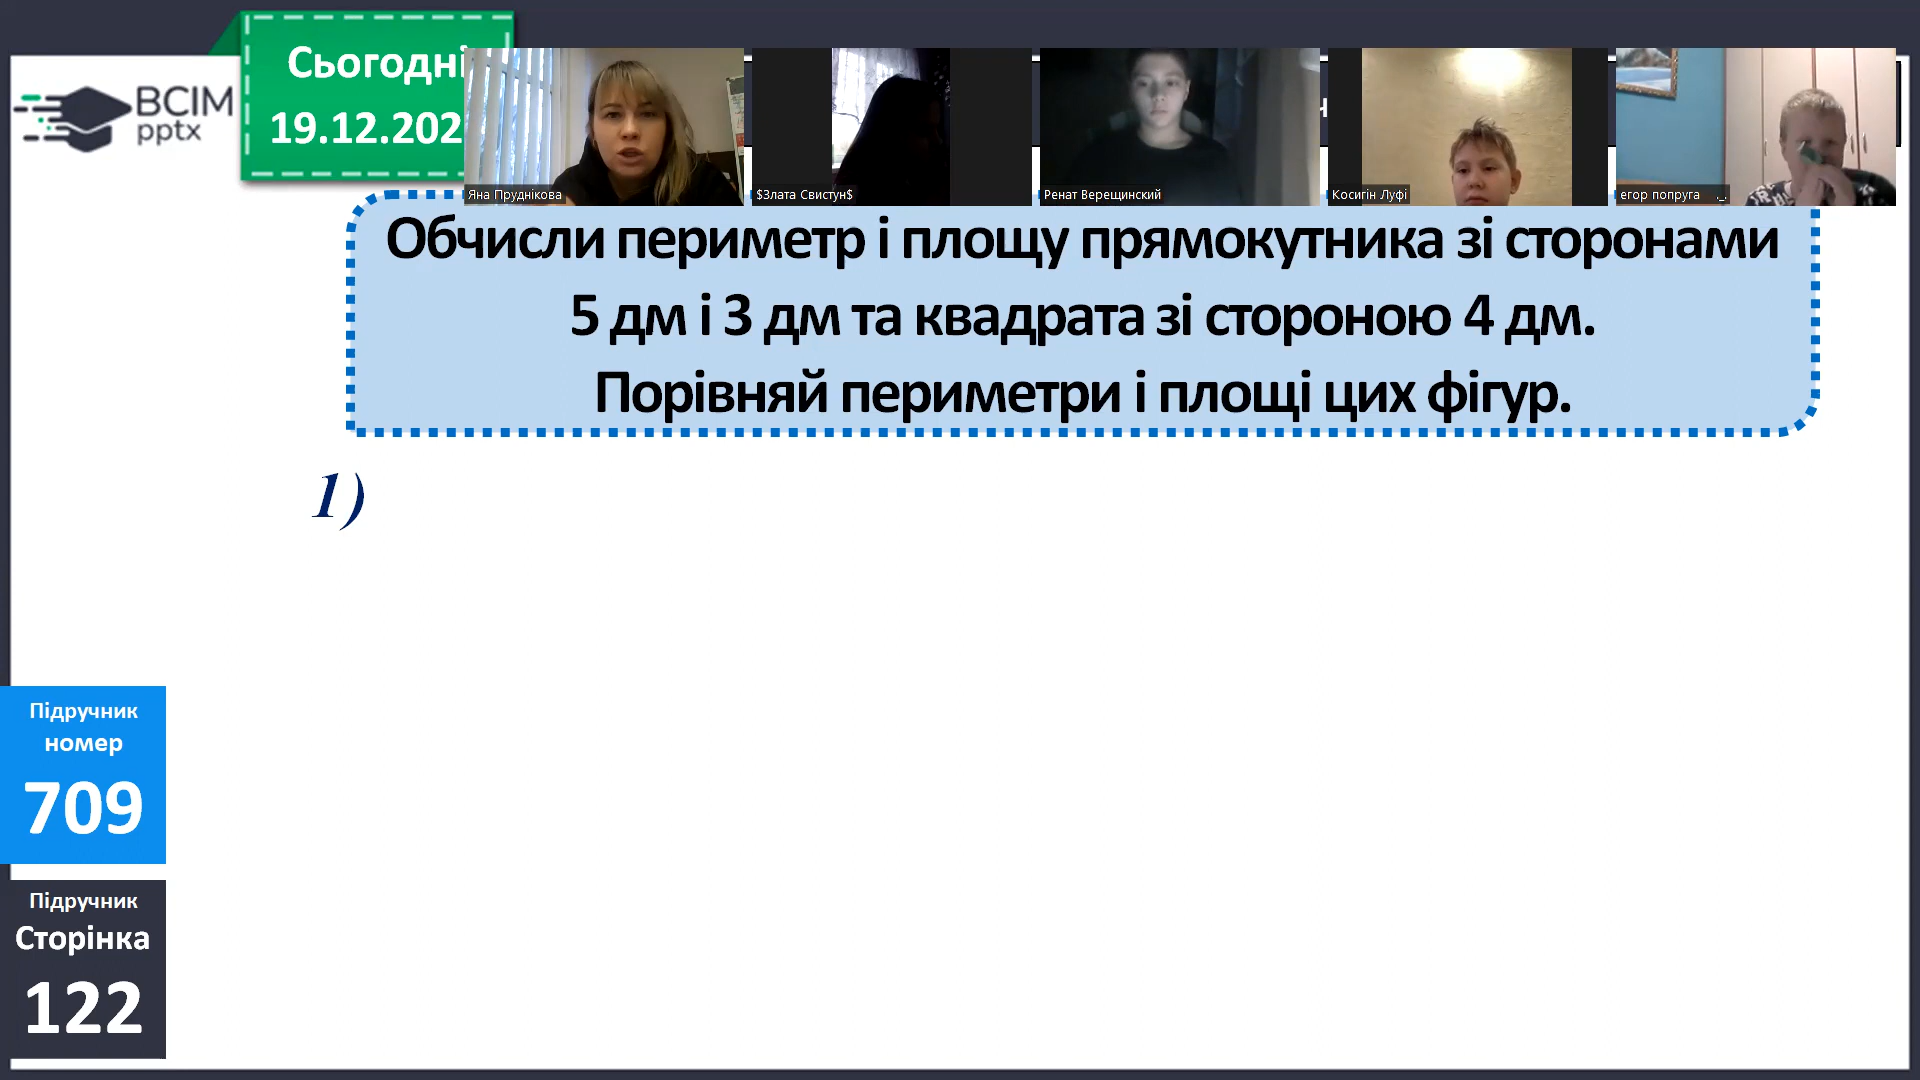 Сьогодні
19.12.202
ВСІМ
pptx
Яна Пруднікова
$Злата Свистун$
Ренат Верещинский
Косигін Луфі
егор попруга ._.
Обчисли периметр і площу прямокутника зі сторонами
5 дм і 3 дм та квадрата зі стороною 4 дм.
Порівняй периметри і площі цих фігур.
1)
Підручник
номер
709
Підручник
Сторінка
122